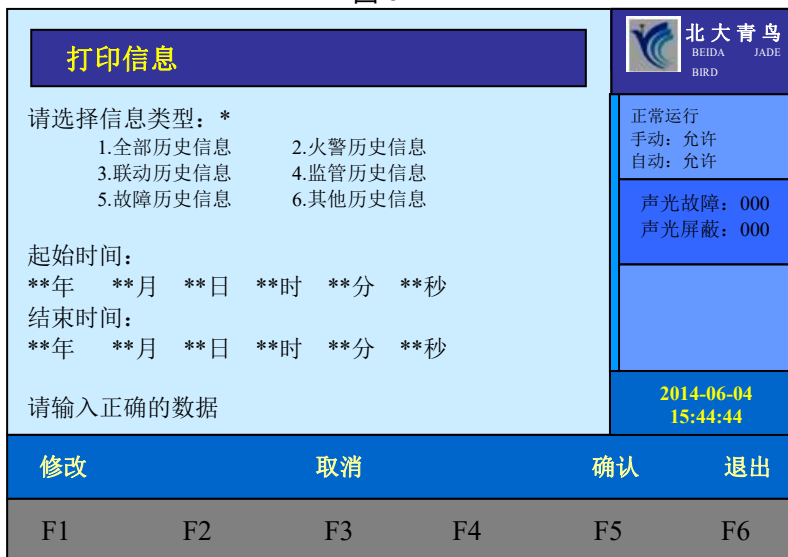 打印信息
请选择信息类型：*
1.全部历史信息 2.火警历史信息
3.联动历史信息 4.监管历史信息
5.故障历史信息 6.其他历史信息
起始时间：
**年 **月 **日 **时 **分 **秒
结束时间：
**年 **月 **日 **时 **分 **秒
请输入正确的数据
北大青鸟
BEIDA JADE
BIRD
正常运行
手动：允许
自动：允许
声光故障：000
声光屏蔽：000
2014-06-04
15:44:44
修改 取消 确认 退出
F1 F2 F3 F4 F5 F6